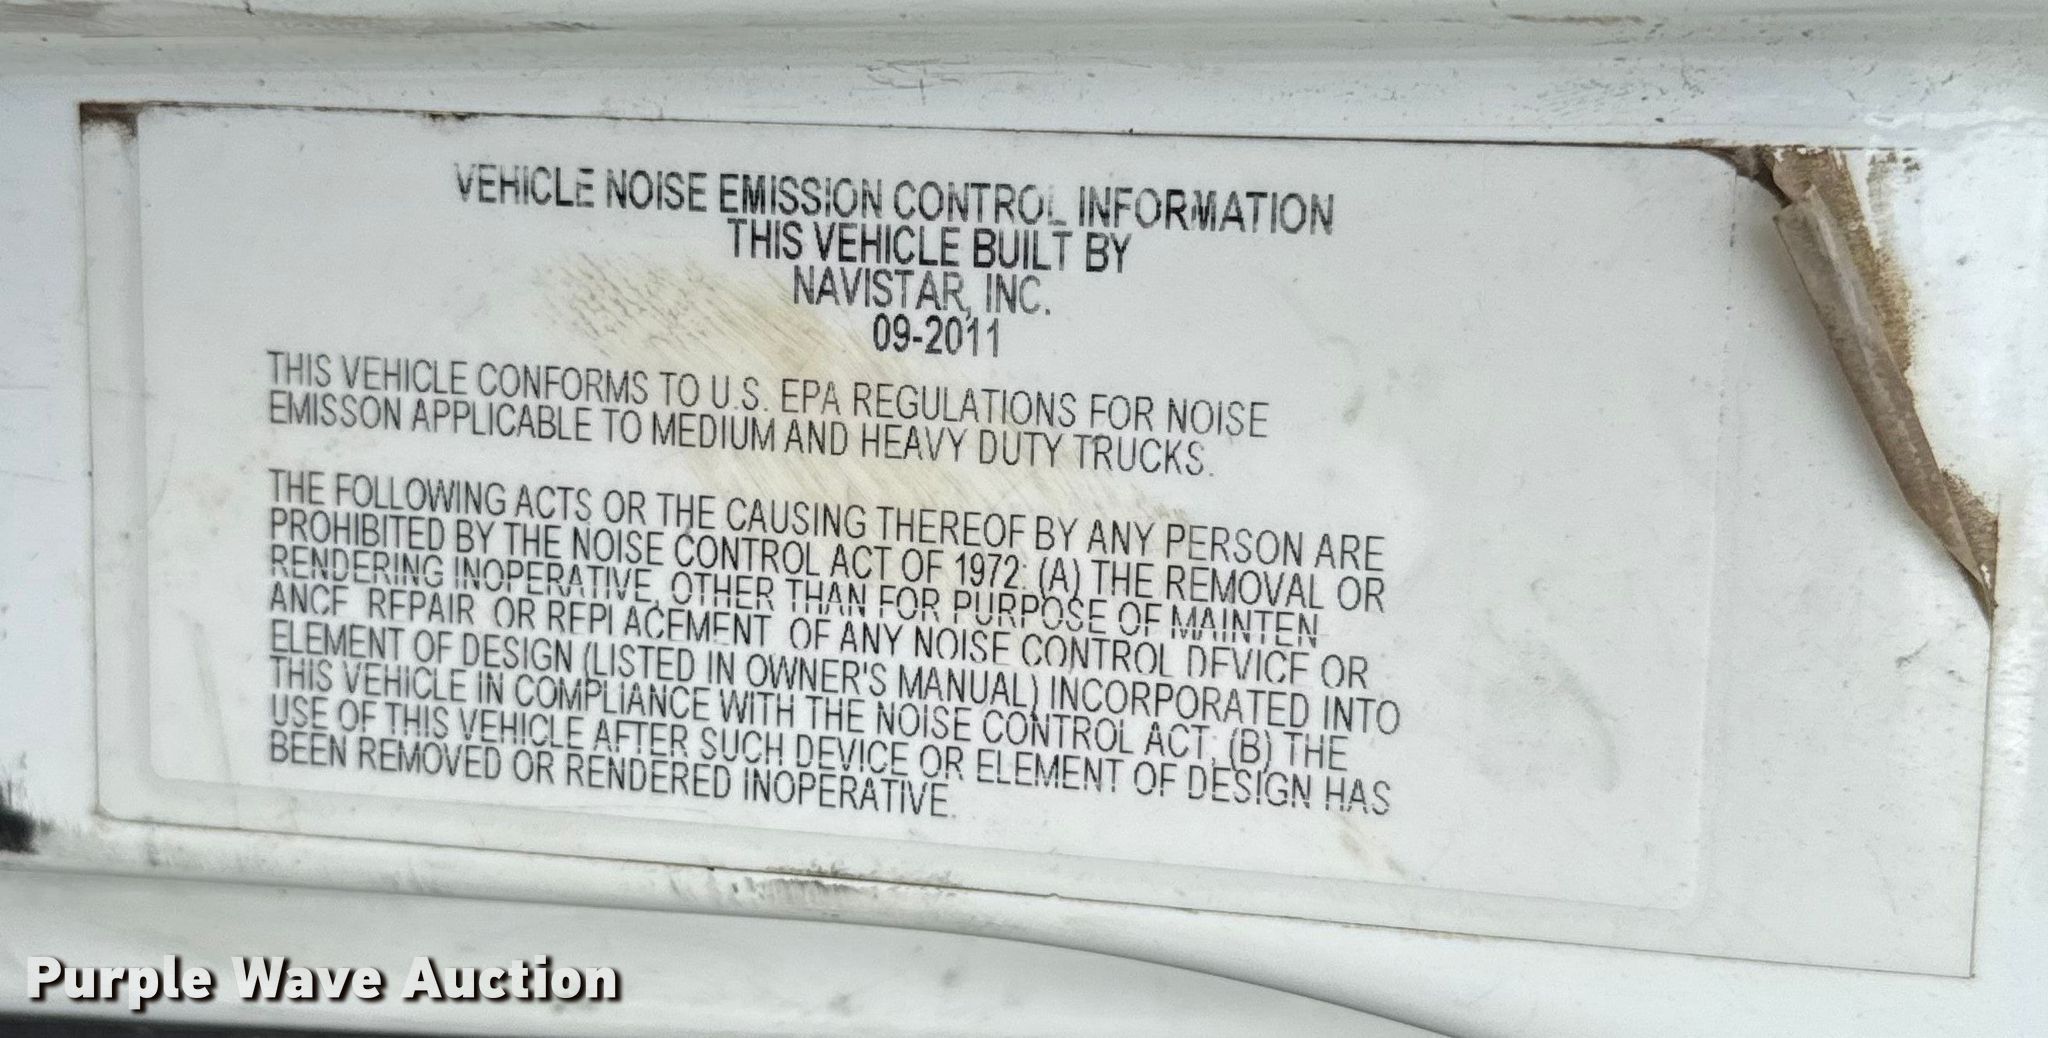 VEHICLE NOISE EMISSION CONTROL INFORMATION
THIS VEHICLE BUILT BY
NAVISTAR, INC.
09-2011
THIS VEHICLE CONFORMS TO U.S. EPA REGULATIONS FOR NOISE
EMISSON APPLICABLE TO MEDIUM AND HEAVY DUTY TRUCKS.
THE FOLLOWING ACTS OR THE CAUSING THEREOF BY ANY PERSON ARE
PROHIBITED BY THE NOISE CONTROL ACT OF 1972: (A) THE REMOVAL OR
RENDERING INOPERATIVE, OTHER THAN FOR PURPOSE OF MAINTEN
ANCE REPAIR OR REPLACEMENT OF ANY NOISE CONTROL DEVICE OR
ELEMENT OF DESIGN (LISTED IN OWNER'S MANUAL) INCORPORATED INTO
THIS VEHICLE IN COMPLIANCE WITH THE NOISE CONTROL ACT; (B) THE
USE OF THIS VEHICLE AFTER SUCH DEVICE OR ELEMENT OF DESIGN HAS
BEEN REMOVED OR RENDERED INOPERATIVE.
Purple Wave Auction